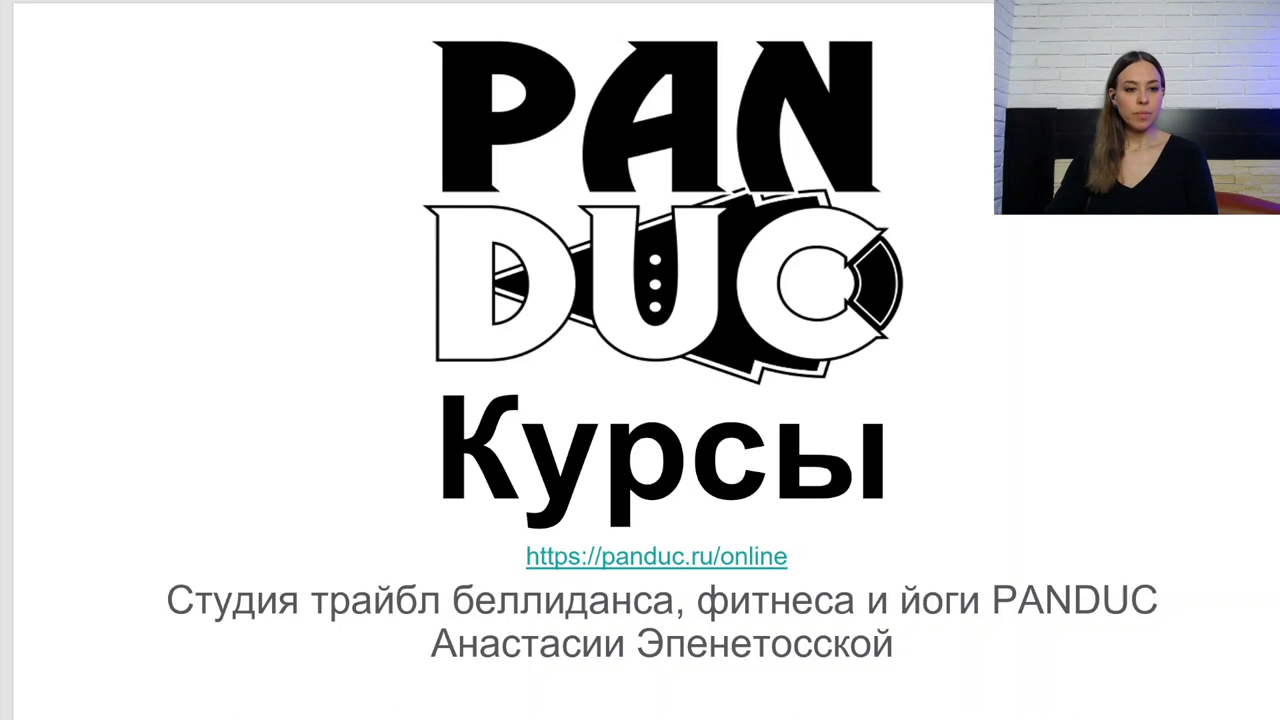 PAN
DUC
Курсы
https://panduc.ru/online
Студия трайбл беллиданса, фитнеса и йоги PANDUC
Анастасии Эпенетосской